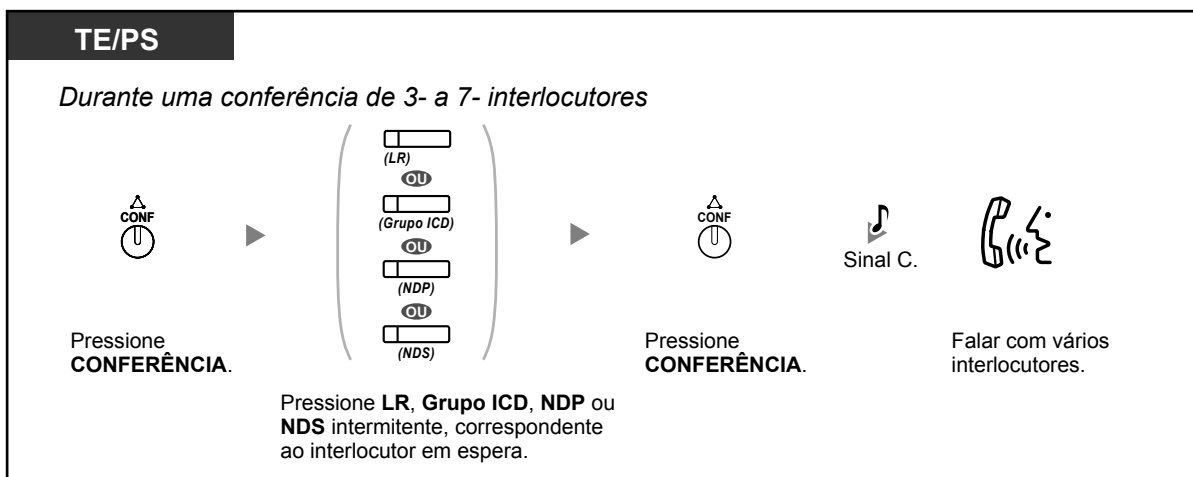 TE/PS
Durante uma conferência de 3- a 7- interlocutores
CONF
Pressione
CONFERÊNCIA.
(LR)
OU
(Grupo ICD)
OU
(NDP)
OU
(NDS)
Pressione LR, Grupo ICD, NDP ou
NDS intermitente, correspondente
ao interlocutor em espera.
CONF
Pressione
CONFERÊNCIA.
Sinal C.
Falar com vários
interlocutores.